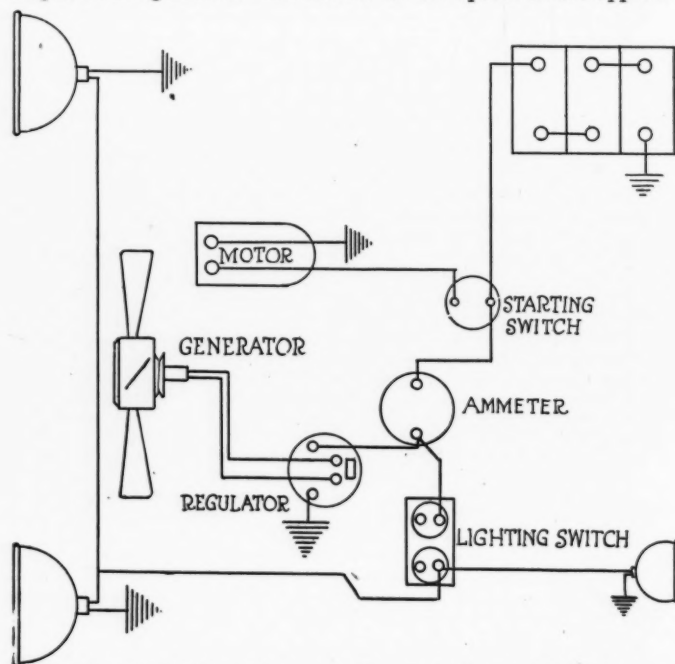 MOTOR
STARTING
SWITCH
GENERATOR
AMMETER
REGULATOR
LIGHTING SWITCH